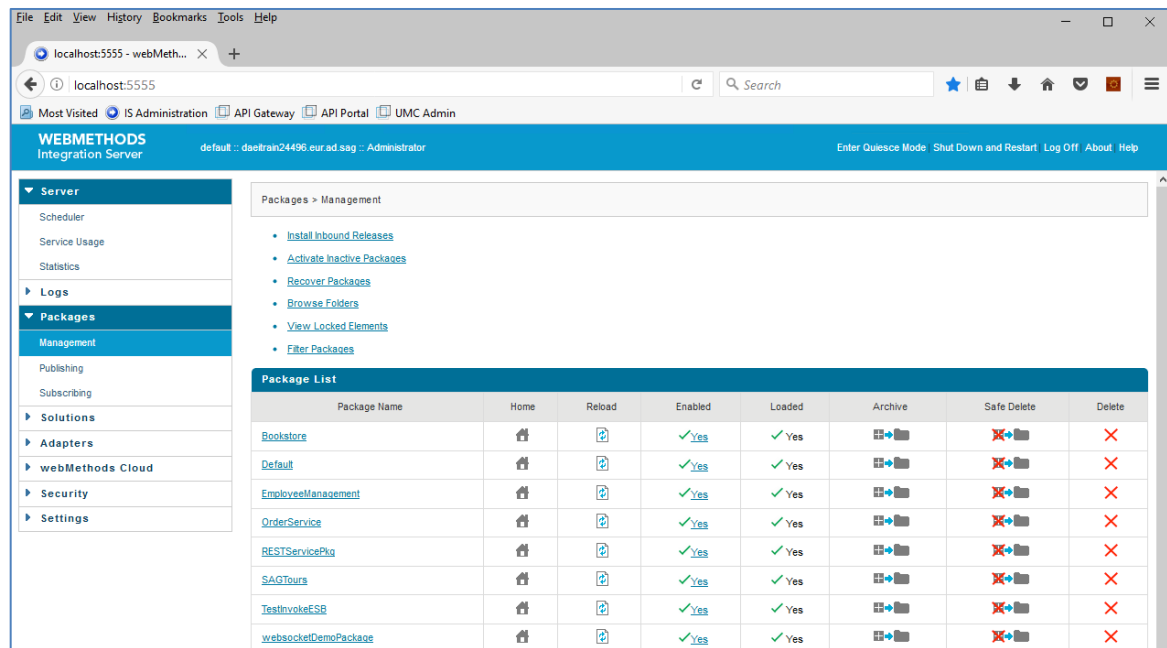 File Edit View History Bookmarks Tools Help
localhost:5555 - webMeth...
localhost:5555
Search
Most Visited IS Administration API Gateway API Portal UMC Admin
WEBMETHODS
Integration Server
default :: daeitrain24496.eur.ad.sag :: Administrator
Enter Quiesce Mode Shut Down and Restart Log Off About Help
Server
Scheduler
Service Usage
Statistics
Logs
Packages
Management
Publishing
Subscribing
Solutions
Adapters
webMethods Cloud
Security
Settings
Packages > Management
Install Inbound Releases
Activate Inactive Packages
Recover Packages
Browse Folders
View Locked Elements
Filter Packages
Package List
Package Name Home Reload Enabled Loaded Archive Safe Delete Delete
Bookstore Yes Yes
Default Yes Yes
EmployeeManagement Yes Yes
OrderService Yes Yes
RESTServicePkg Yes Yes
SAGTours Yes Yes
TestInvokeESB Yes Yes
websocketDemoPackage Yes Yes